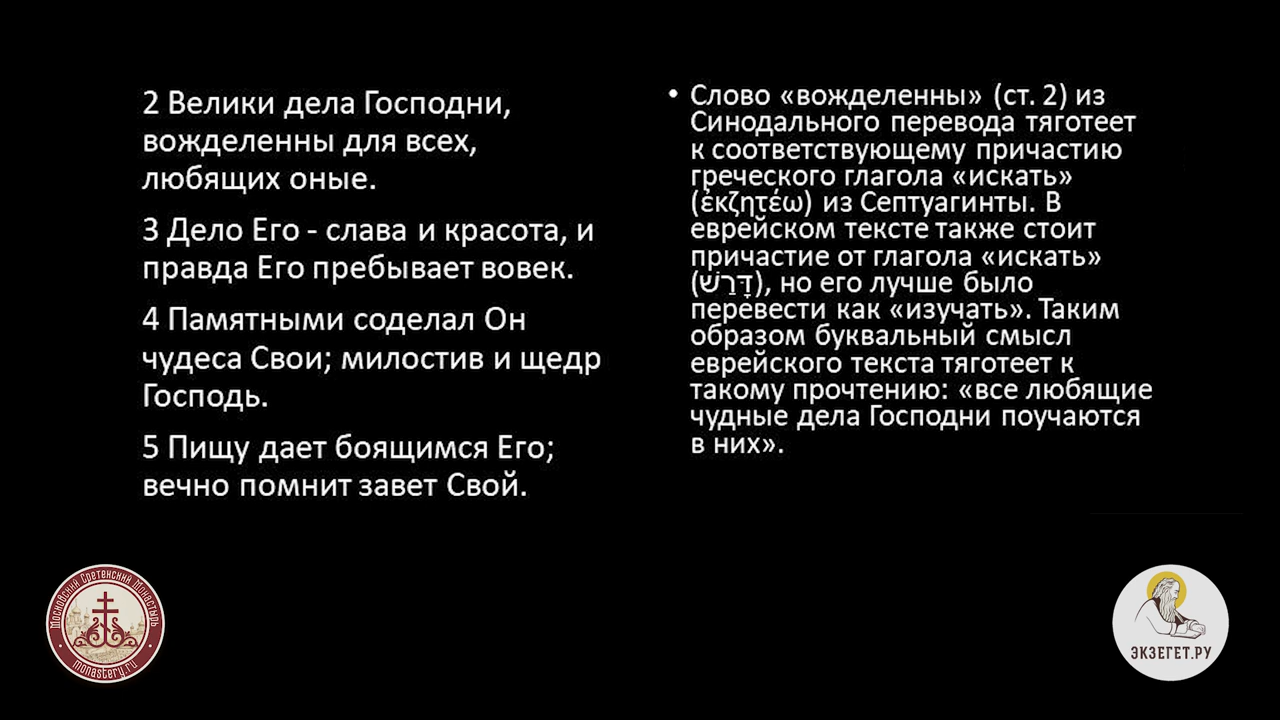 2 Велики дела Господни,
вожделенны для всех,
любящих оные.
3 Дело Его - слава и красота, и
правда Его пребывает вовек.
4 Памятными соделал Он
чудеса Свои; милостив и щедр
Господь.
5 Пищу дает боящимся Его;
вечно помнит завет Свой.
• Слово «вожделенны» (ст. 2) из
Синодального перевода тяготеет
к соответствующему причастию
греческого глагола «искать»
(ἐκζητέω) из Септуагинты. В
еврейском тексте также стоит
причастие от глагола «искать»
(דָּרַשׁ), но его лучше было
перевести как «изучать». Таким
образом буквальный смысл
еврейского текста тяготеет к
такому прочтению: «все любящие
чудные дела Господни поучаются
в них».
Московский Сретенский Монастырь
monastery.ru
ЭКЗЕГЕТ.РУ